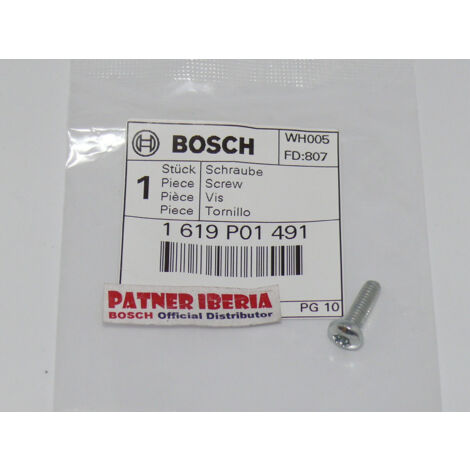 BOSCH
WH005
FD:807
1
Stück Schraube
Piece Screw
Pièce Vis
Piece Tornillo
1 619 P01 491
PATNER IBERIA
BOSCH Official Distributor
PG 10